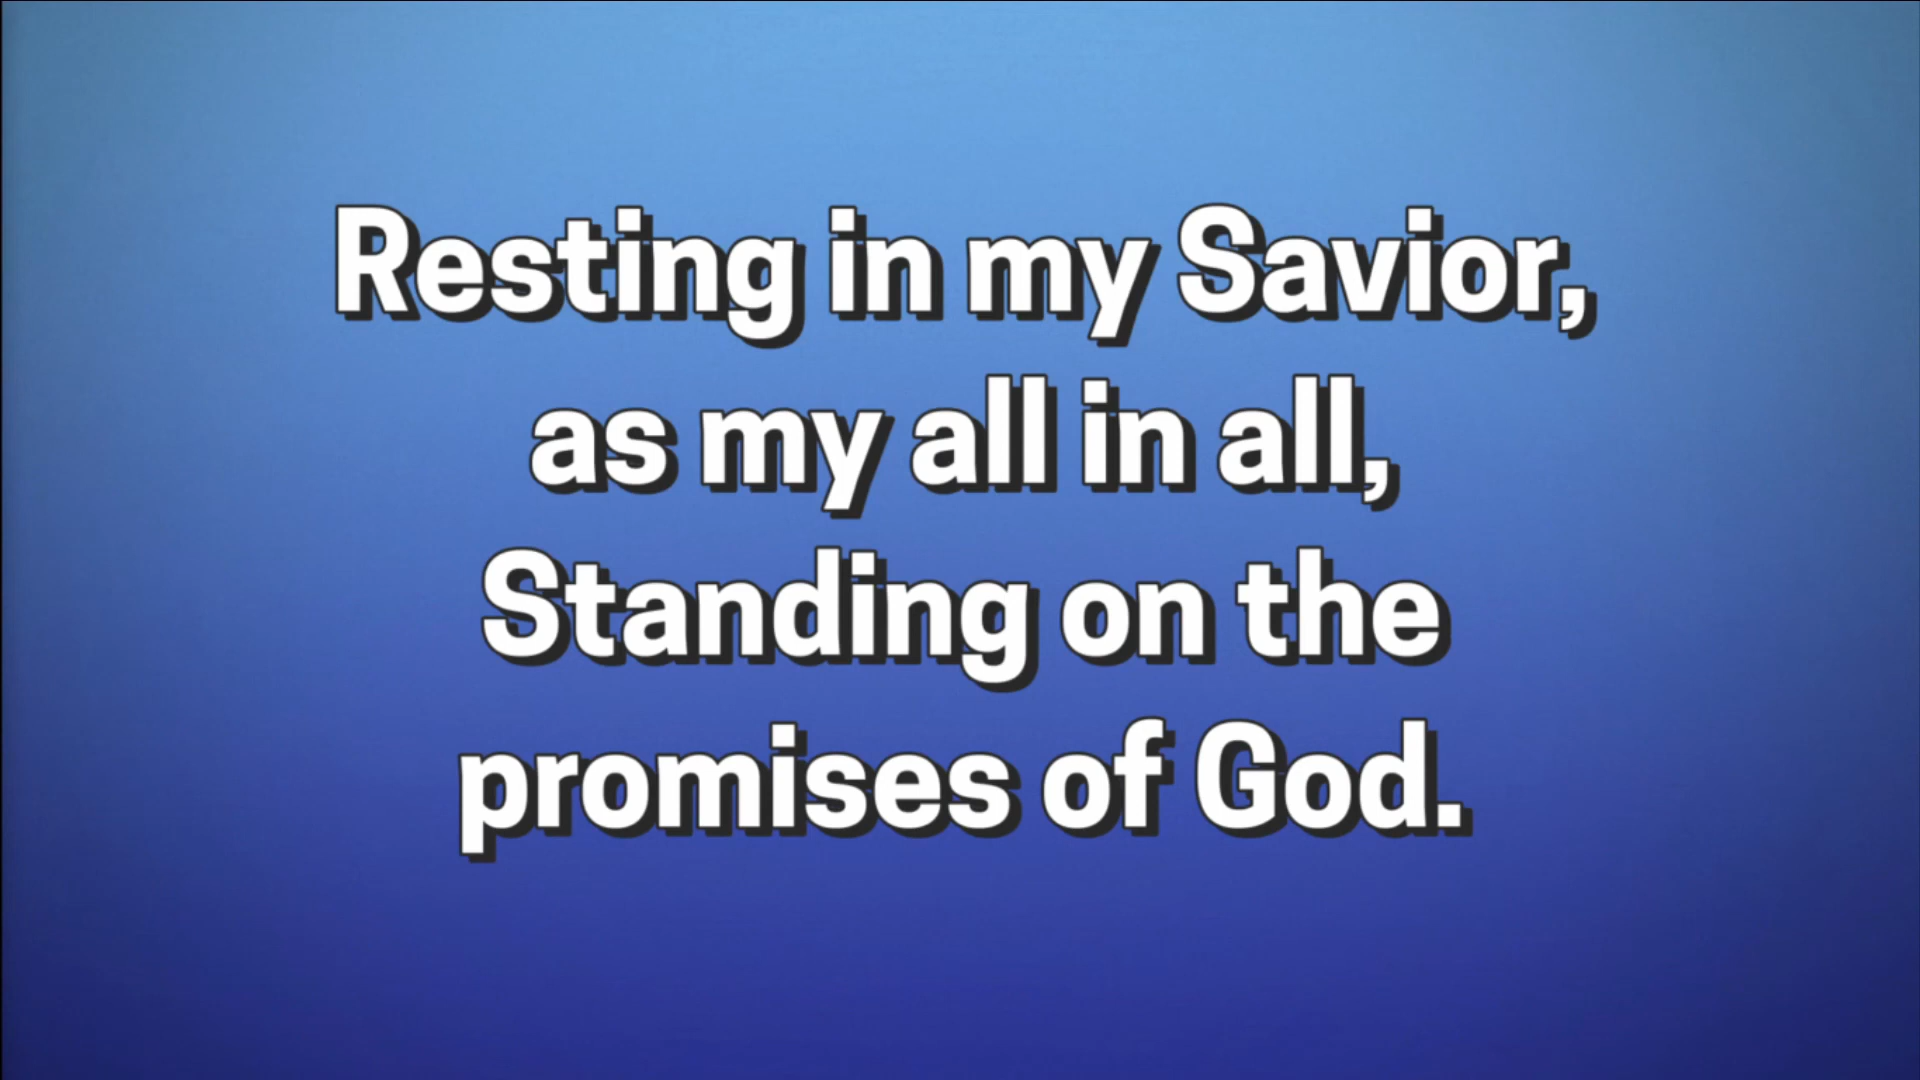 Resting in my Savior,
as my all in all,
Standing on the
promises of God.